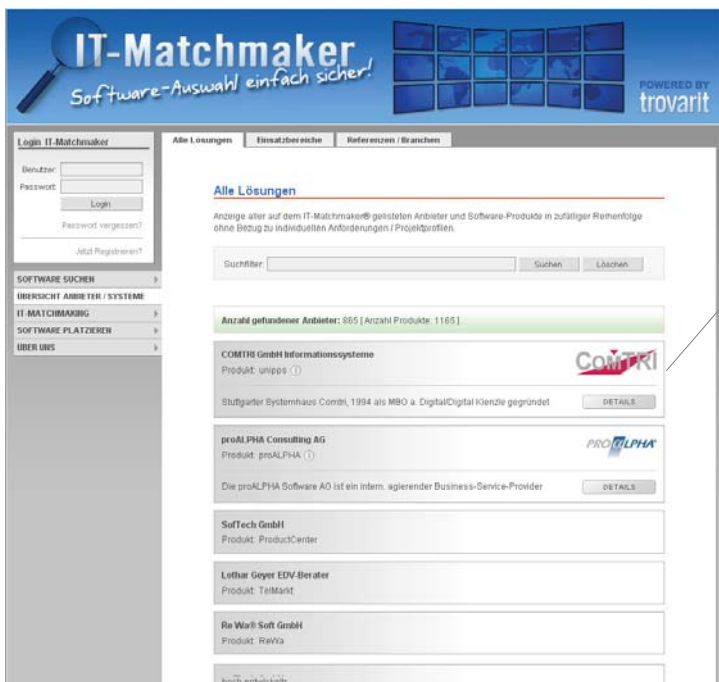 IT-Matchmaker
Software-Auswahl einfach sicher!
POWERED BY
trovarit
Login IT-Matchmaker
Benutzer:
Passwort:
Login
Passwort vergessen?
Jetzt Registrieren?
SOFTWARE SUCHEN
ÜBERSICHT ANBIETER / SYSTEME
IT-MATCHMAKING
SOFTWARE PLATZIEREN
ÜBER UNS
Alle Lösungen
Einsatzbereiche
Referenzen / Branchen
Alle Lösungen
Anzeige aller auf dem IT-Matchmaker® gelisteten Anbieter und Software-Produkte in zufälliger Reihenfolge
ohne Bezug zu individuellen Anforderungen / Projektprofilen.
Suchfilter:
Suchen
Löschen
Anzahl gefundener Anbieter: 865 [ Anzahl Produkte: 1165 ]
COMTRI GmbH Informationssysteme
COMTRI
Produkt: unipps
Stuttgarter Systemhaus Comtri, 1994 als MBO a. Digital/Digital Kienzle gegründet
DETAILS
proALPHA Consulting AG
PROALPHA
Produkt: proALPHA
Die proALPHA Software AG ist ein intern. agierender Business-Service-Provider
DETAILS
SofTech GmbH
Produkt: ProductCenter
Lothar Geyer EDV-Berater
Produkt: TelMarkt
Re Wa® Soft GmbH
Produkt: ReWa